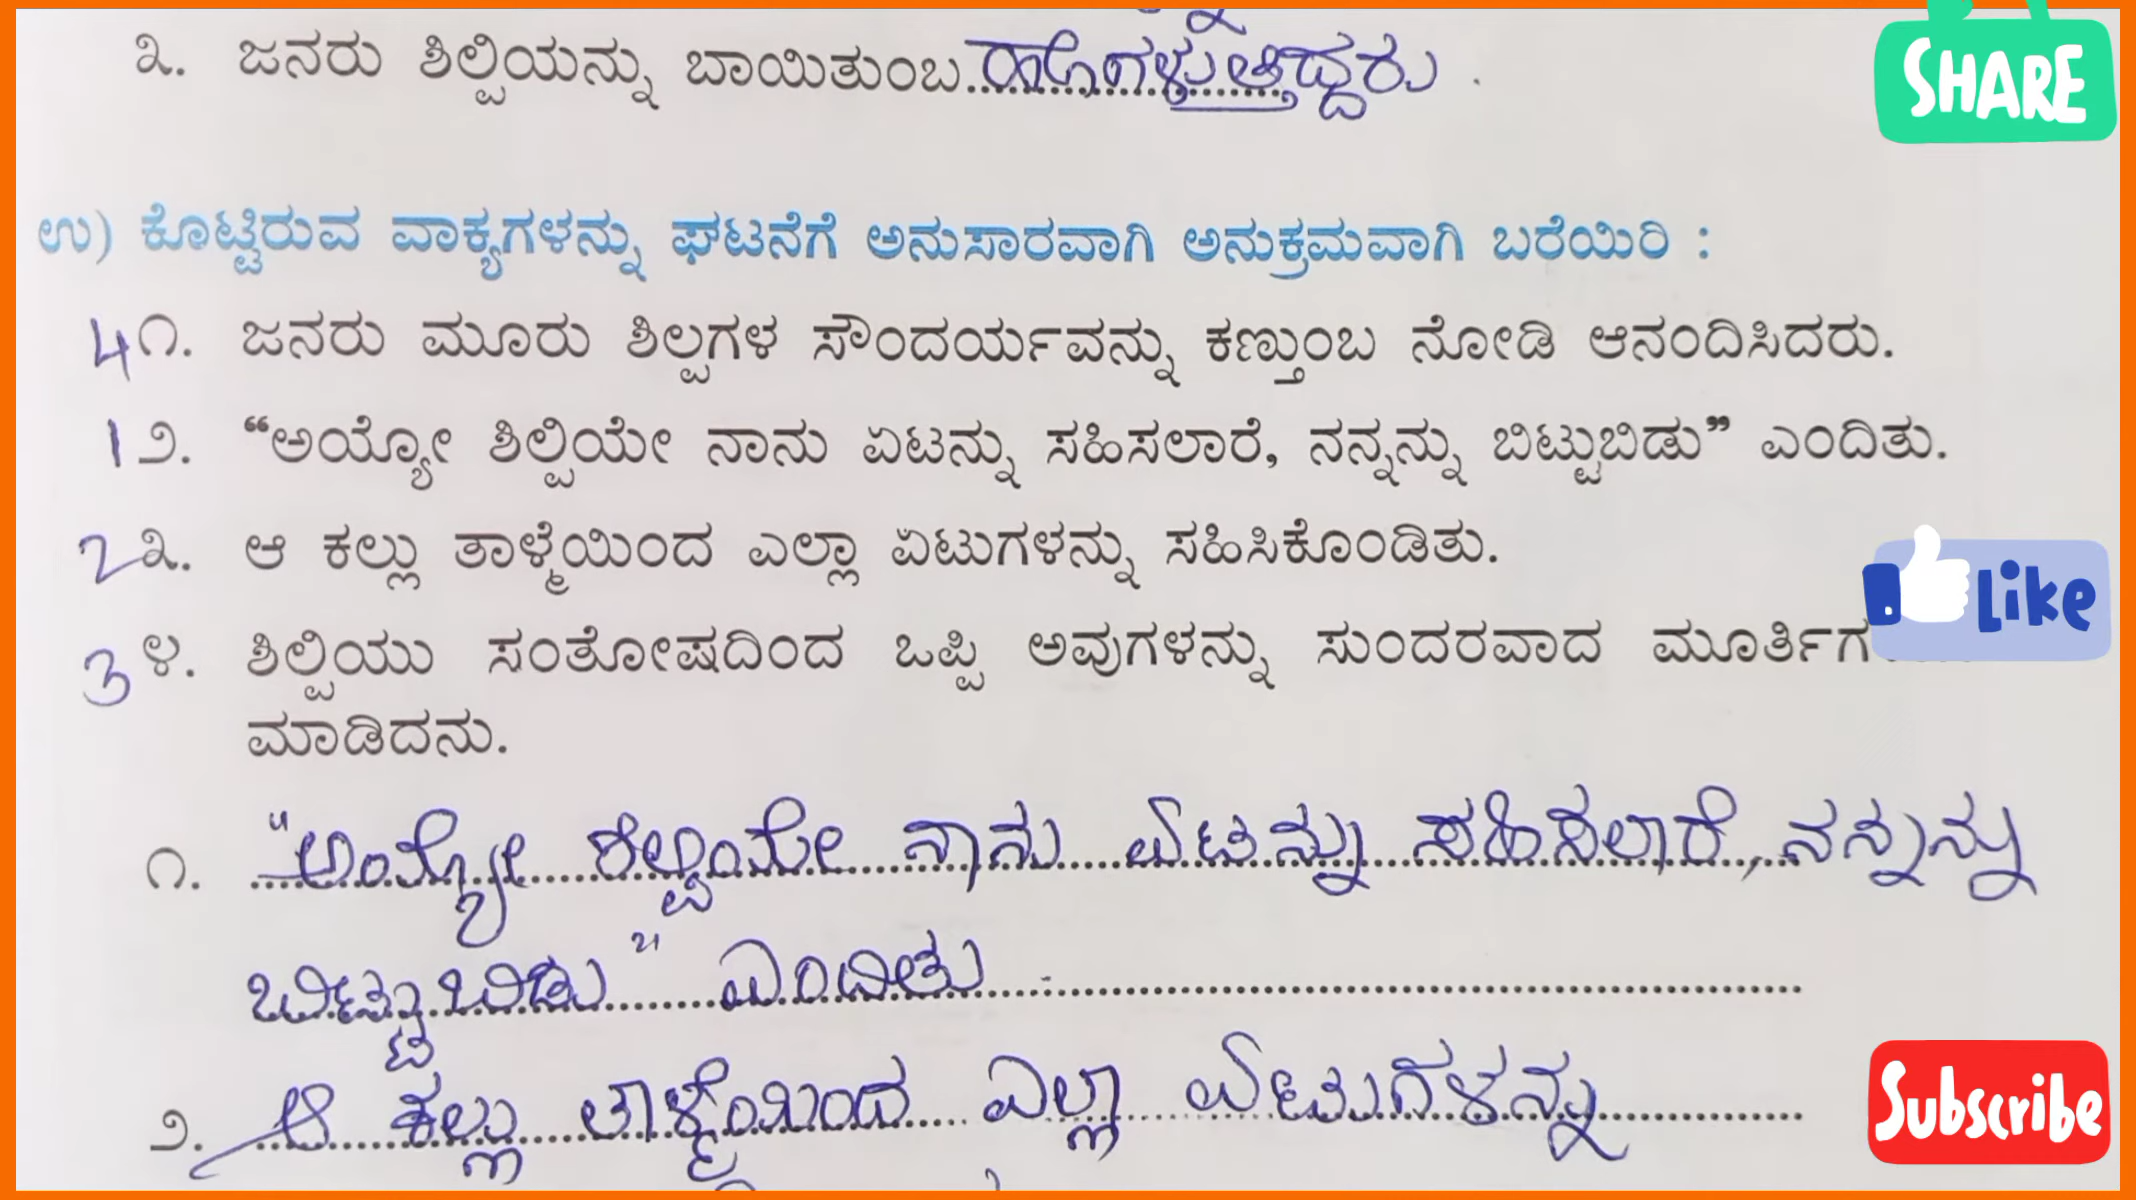 ೩. ಜನರು ಶಿಲ್ಪಿಯನ್ನು ಬಾಯಿತುಂಬ ಹೊಗಳುತ್ತಿದ್ದರು .
SHARE
ಉ) ಕೊಟ್ಟಿರುವ ವಾಕ್ಯಗಳನ್ನು ಘಟನೆಗೆ ಅನುಸಾರವಾಗಿ ಅನುಕ್ರಮವಾಗಿ ಬರೆಯಿರಿ :
4 ೧. ಜನರು ಮೂರು ಶಿಲ್ಪಗಳ ಸೌಂದರ್ಯವನ್ನು ಕಣ್ತುಂಬ ನೋಡಿ ಆನಂದಿಸಿದರು.
1 ೨. “ಅಯ್ಯೋ ಶಿಲ್ಪಿಯೇ ನಾನು ಏಟನ್ನು ಸಹಿಸಲಾರೆ, ನನ್ನನ್ನು ಬಿಟ್ಟುಬಿಡು” ಎಂದಿತು.
2 ೩. ಆ ಕಲ್ಲು ತಾಳ್ಮೆಯಿಂದ ಎಲ್ಲಾ ಏಟುಗಳನ್ನು ಸಹಿಸಿಕೊಂಡಿತು.
Like
3 ೪. ಶಿಲ್ಪಿಯು ಸಂತೋಷದಿಂದ ಒಪ್ಪಿ ಅವುಗಳನ್ನು ಸುಂದರವಾದ
ಮಾಡಿದನು.
೧. "ಅಯ್ಯೋ ಶಿಲ್ಪಿಯೇ ನಾನು ಏಟನ್ನು ಸಹಿಸಲಾರೆ, ನನ್ನನ್ನು
ಬಿಟ್ಟುಬಿಡು" ಎಂದಿತು .
೨. ಆ ಕಲ್ಲು ತಾಳ್ಮೆಯಿಂದ ಎಲ್ಲಾ ಏಟುಗಳನ್ನು
Subscribe